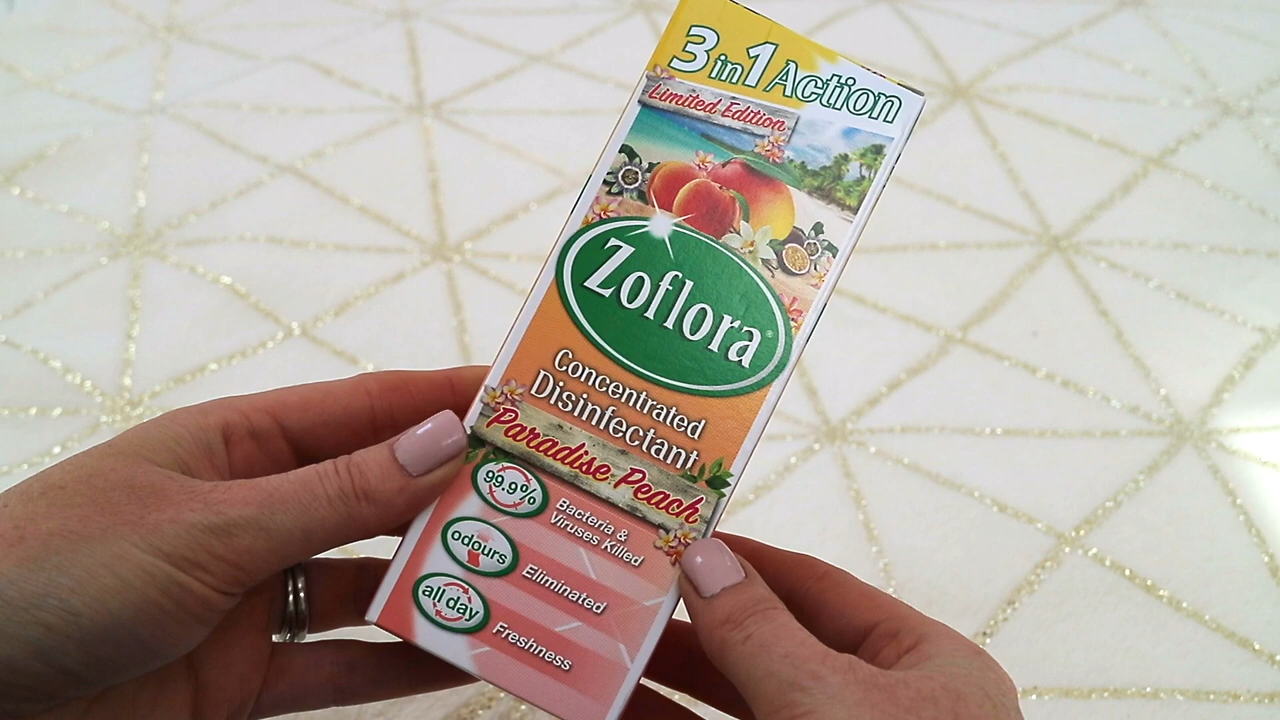 3 in 1 Action
Limited Edition
Zoflora®
Concentrated
Disinfectant
Paradise Peach
99.9%
Bacteria &
Viruses Killed
odours
Eliminated
all day
Freshness